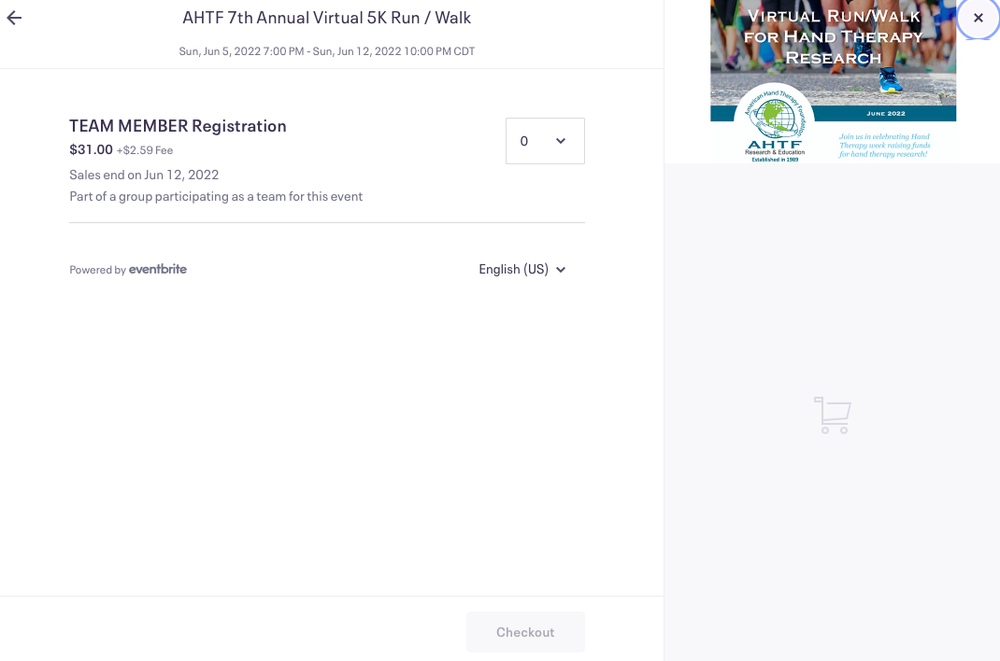 AHTF 7th Annual Virtual 5K Run / Walk
Sun, Jun 5, 2022 7:00 PM - Sun, Jun 12, 2022 10:00 PM CDT
TEAM MEMBER Registration
$31.00 +$2.59 Fee
0
Sales end on Jun 12, 2022
Part of a group participating as a team for this event
Powered by eventbrite
English (US)
Checkout
Virtual Run/Walk
for Hand Therapy
Research
June 2022
American Hand Therapy Foundation
AHTF
Research & Education
Established in 1989
Join us in celebrating Hand
Therapy week raising funds
for hand therapy research!